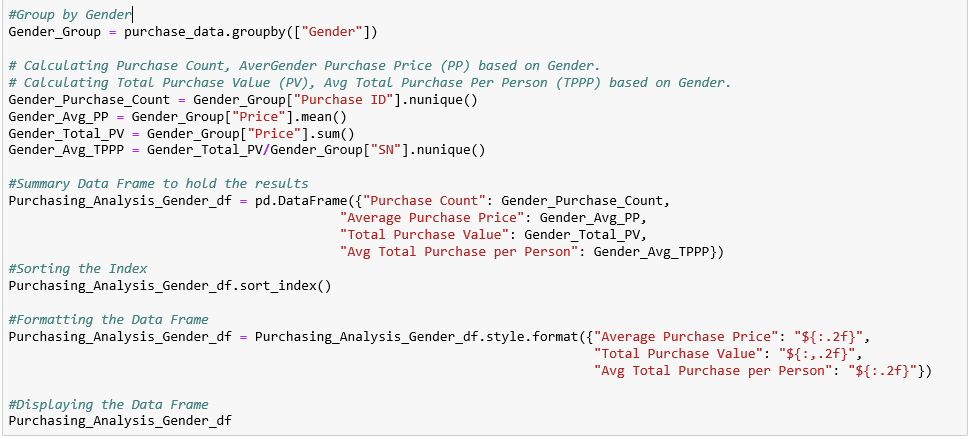 #Group by Gender
Gender_Group = purchase_data.groupby(["Gender"])

# Calculating Purchase Count, AverGender Purchase Price (PP) based on Gender.
# Calculating Total Purchase Value (PV), Avg Total Purchase Per Person (TPPP) based on Gender.
Gender_Purchase_Count = Gender_Group["Purchase ID"].nunique()
Gender_Avg_PP = Gender_Group["Price"].mean()
Gender_Total_PV = Gender_Group["Price"].sum()
Gender_Avg_TPPP = Gender_Total_PV/Gender_Group["SN"].nunique()

#Summary Data Frame to hold the results
Purchasing_Analysis_Gender_df = pd.DataFrame({"Purchase Count": Gender_Purchase_Count,
                                           "Average Purchase Price": Gender_Avg_PP,
                                           "Total Purchase Value": Gender_Total_PV,
                                           "Avg Total Purchase per Person": Gender_Avg_TPPP})
#Sorting the Index
Purchasing_Analysis_Gender_df.sort_index()

#Formatting the Data Frame
Purchasing_Analysis_Gender_df = Purchasing_Analysis_Gender_df.style.format({"Average Purchase Price": "${:.2f}",
                                                                            "Total Purchase Value": "${:,.2f}",
                                                                            "Avg Total Purchase per Person": "${:.2f}"})

#Displaying the Data Frame
Purchasing_Analysis_Gender_df